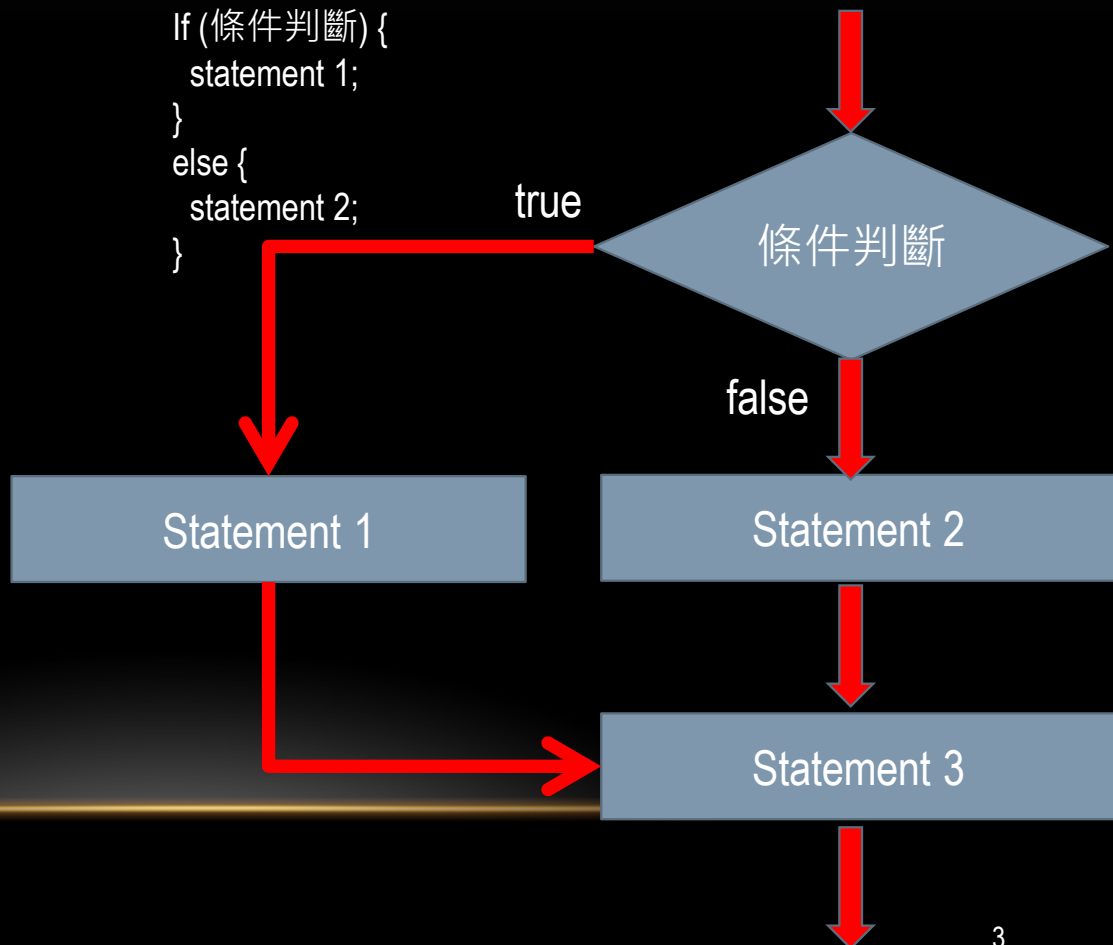 If (條件判斷) {
statement 1;
}
else {
statement 2;
}
true
條件判斷
false
Statement 1
Statement 2
Statement 3
3